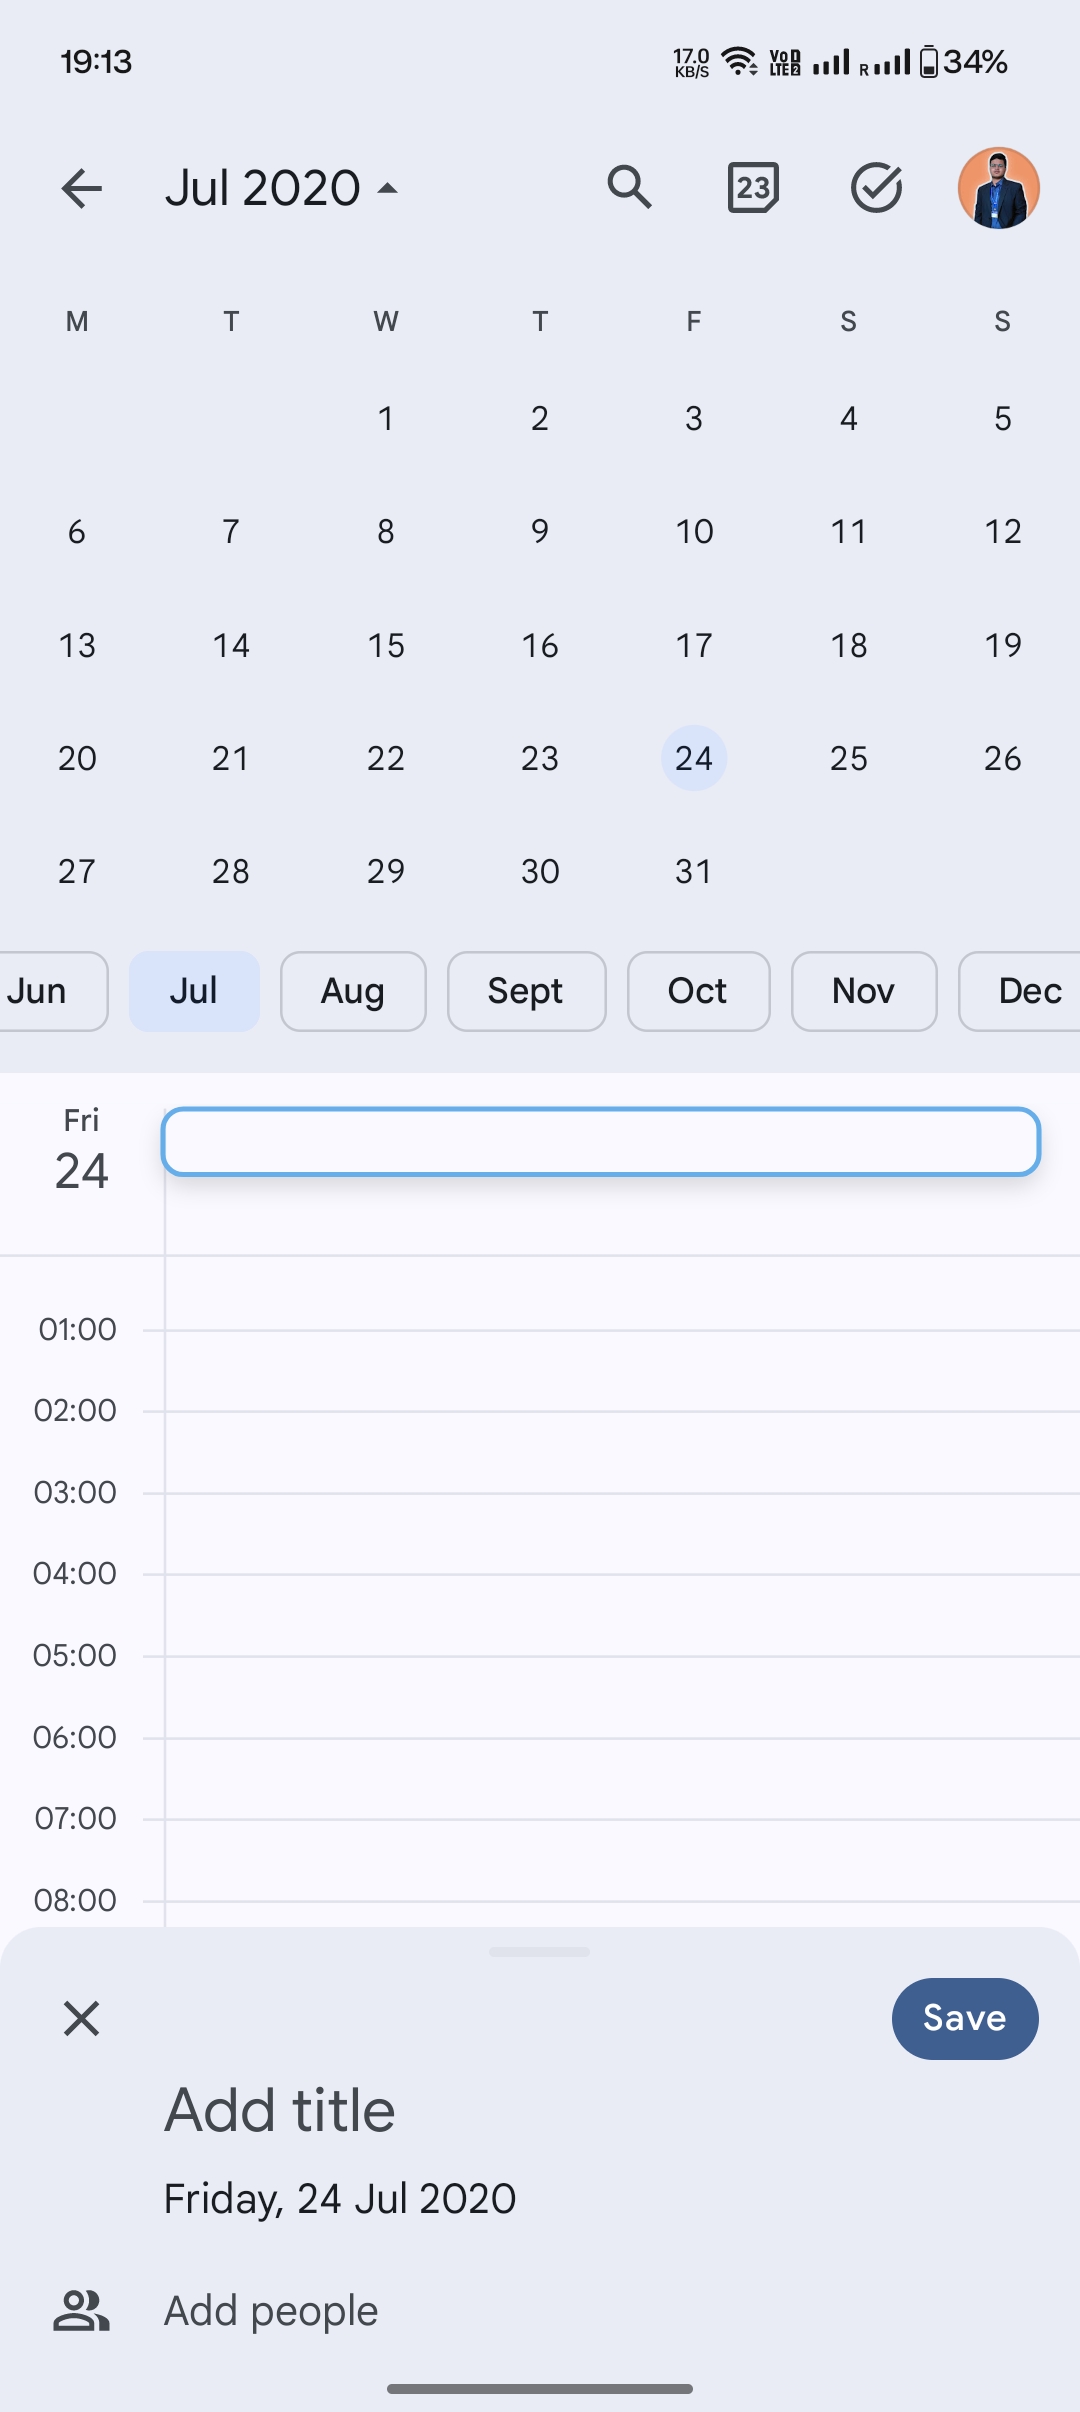 19:13
17.0 KB/S VoD LTE2 R 34%
Jul 2020
23
M T W T F S S
1 2 3 4 5
6 7 8 9 10 11 12
13 14 15 16 17 18 19
20 21 22 23 24 25 26
27 28 29 30 31
Jun Jul Aug Sept Oct Nov Dec
Fri
24
01:00
02:00
03:00
04:00
05:00
06:00
07:00
08:00
Save
Add title
Friday, 24 Jul 2020
Add people